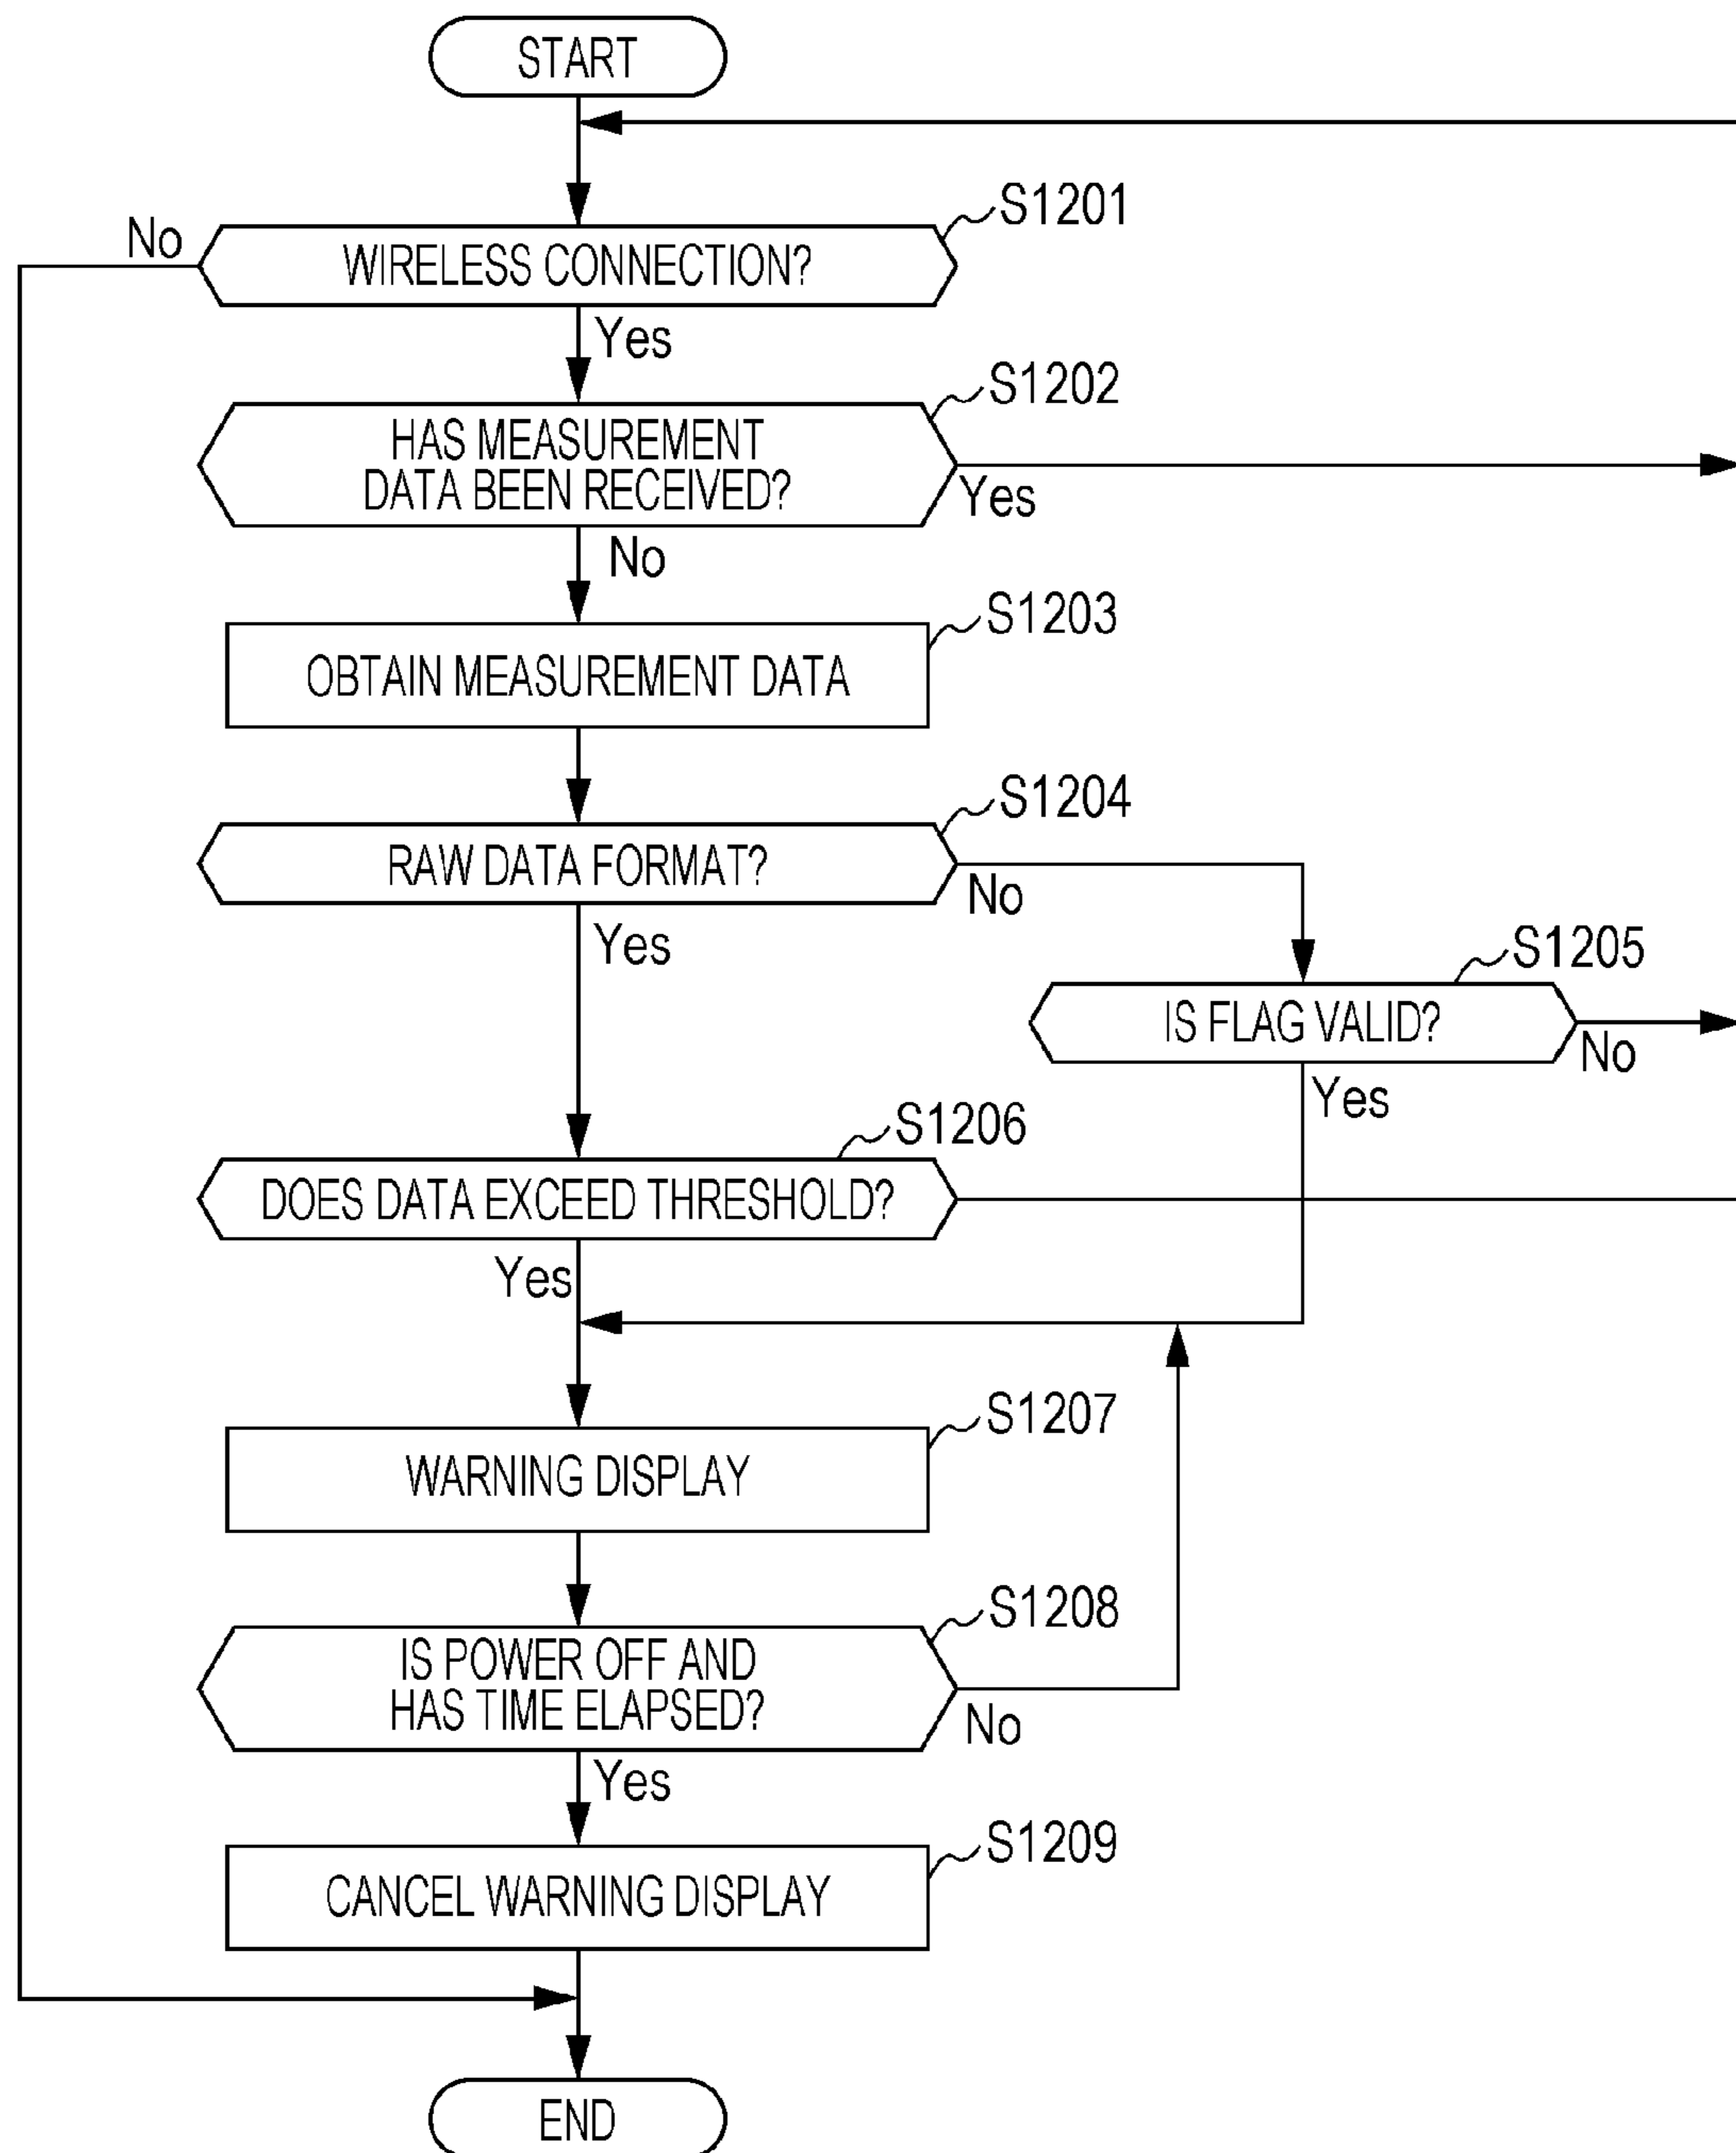 START
S1201
No
WIRELESS CONNECTION?
Yes
S1202
HAS MEASUREMENT
DATA BEEN RECEIVED?
Yes
No
S1203
OBTAIN MEASUREMENT DATA
S1204
RAW DATA FORMAT?
No
Yes
S1205
IS FLAG VALID?
No
Yes
S1206
DOES DATA EXCEED THRESHOLD?
Yes
S1207
WARNING DISPLAY
S1208
IS POWER OFF AND
HAS TIME ELAPSED?
No
Yes
S1209
CANCEL WARNING DISPLAY
END